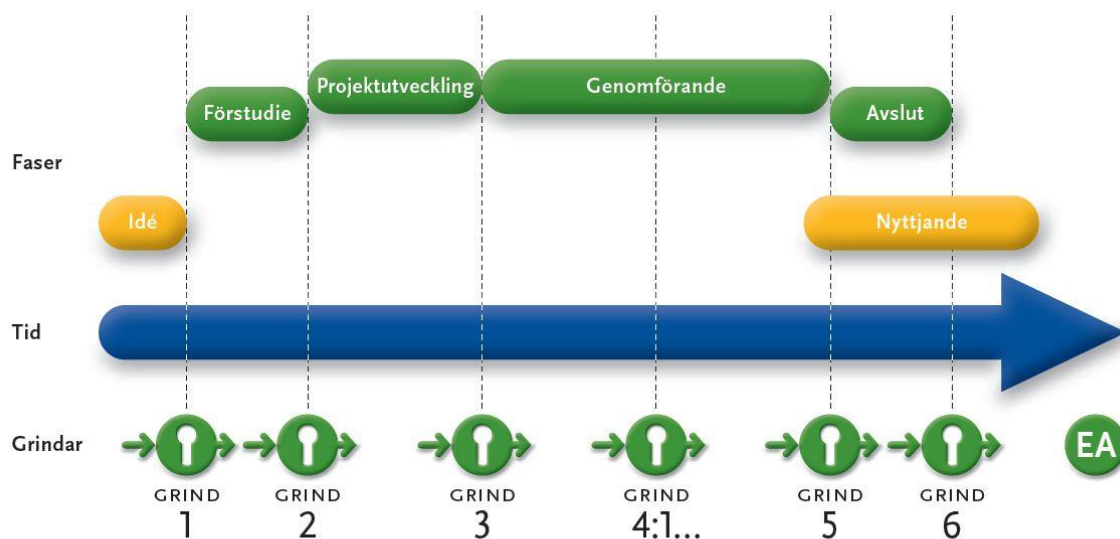 Projektutveckling
Genomförande
Förstudie
Avslut
Faser
Idé
Nyttjande
Tid
Grindar
EA
GRIND
1
GRIND
2
GRIND
3
GRIND
4:1...
GRIND
5
GRIND
6